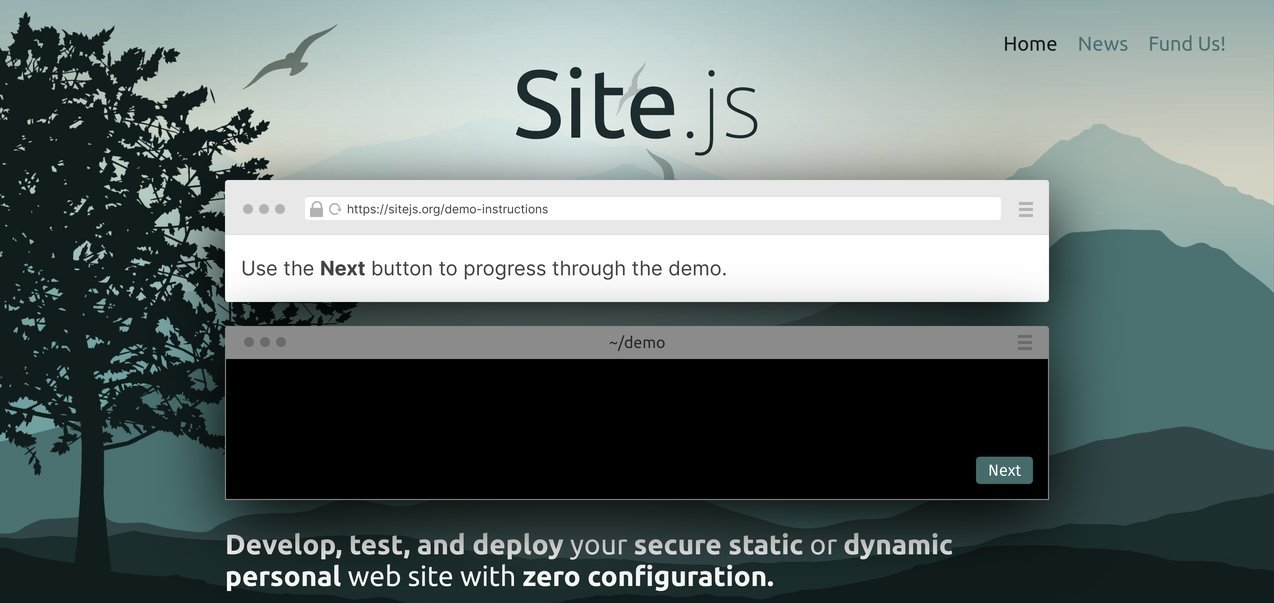 Home News Fund Us!
Site.js
https://sitejs.org/demo-instructions
Use the Next button to progress through the demo.
~/demo
Next
Develop, test, and deploy your secure static or dynamic
personal web site with zero configuration.